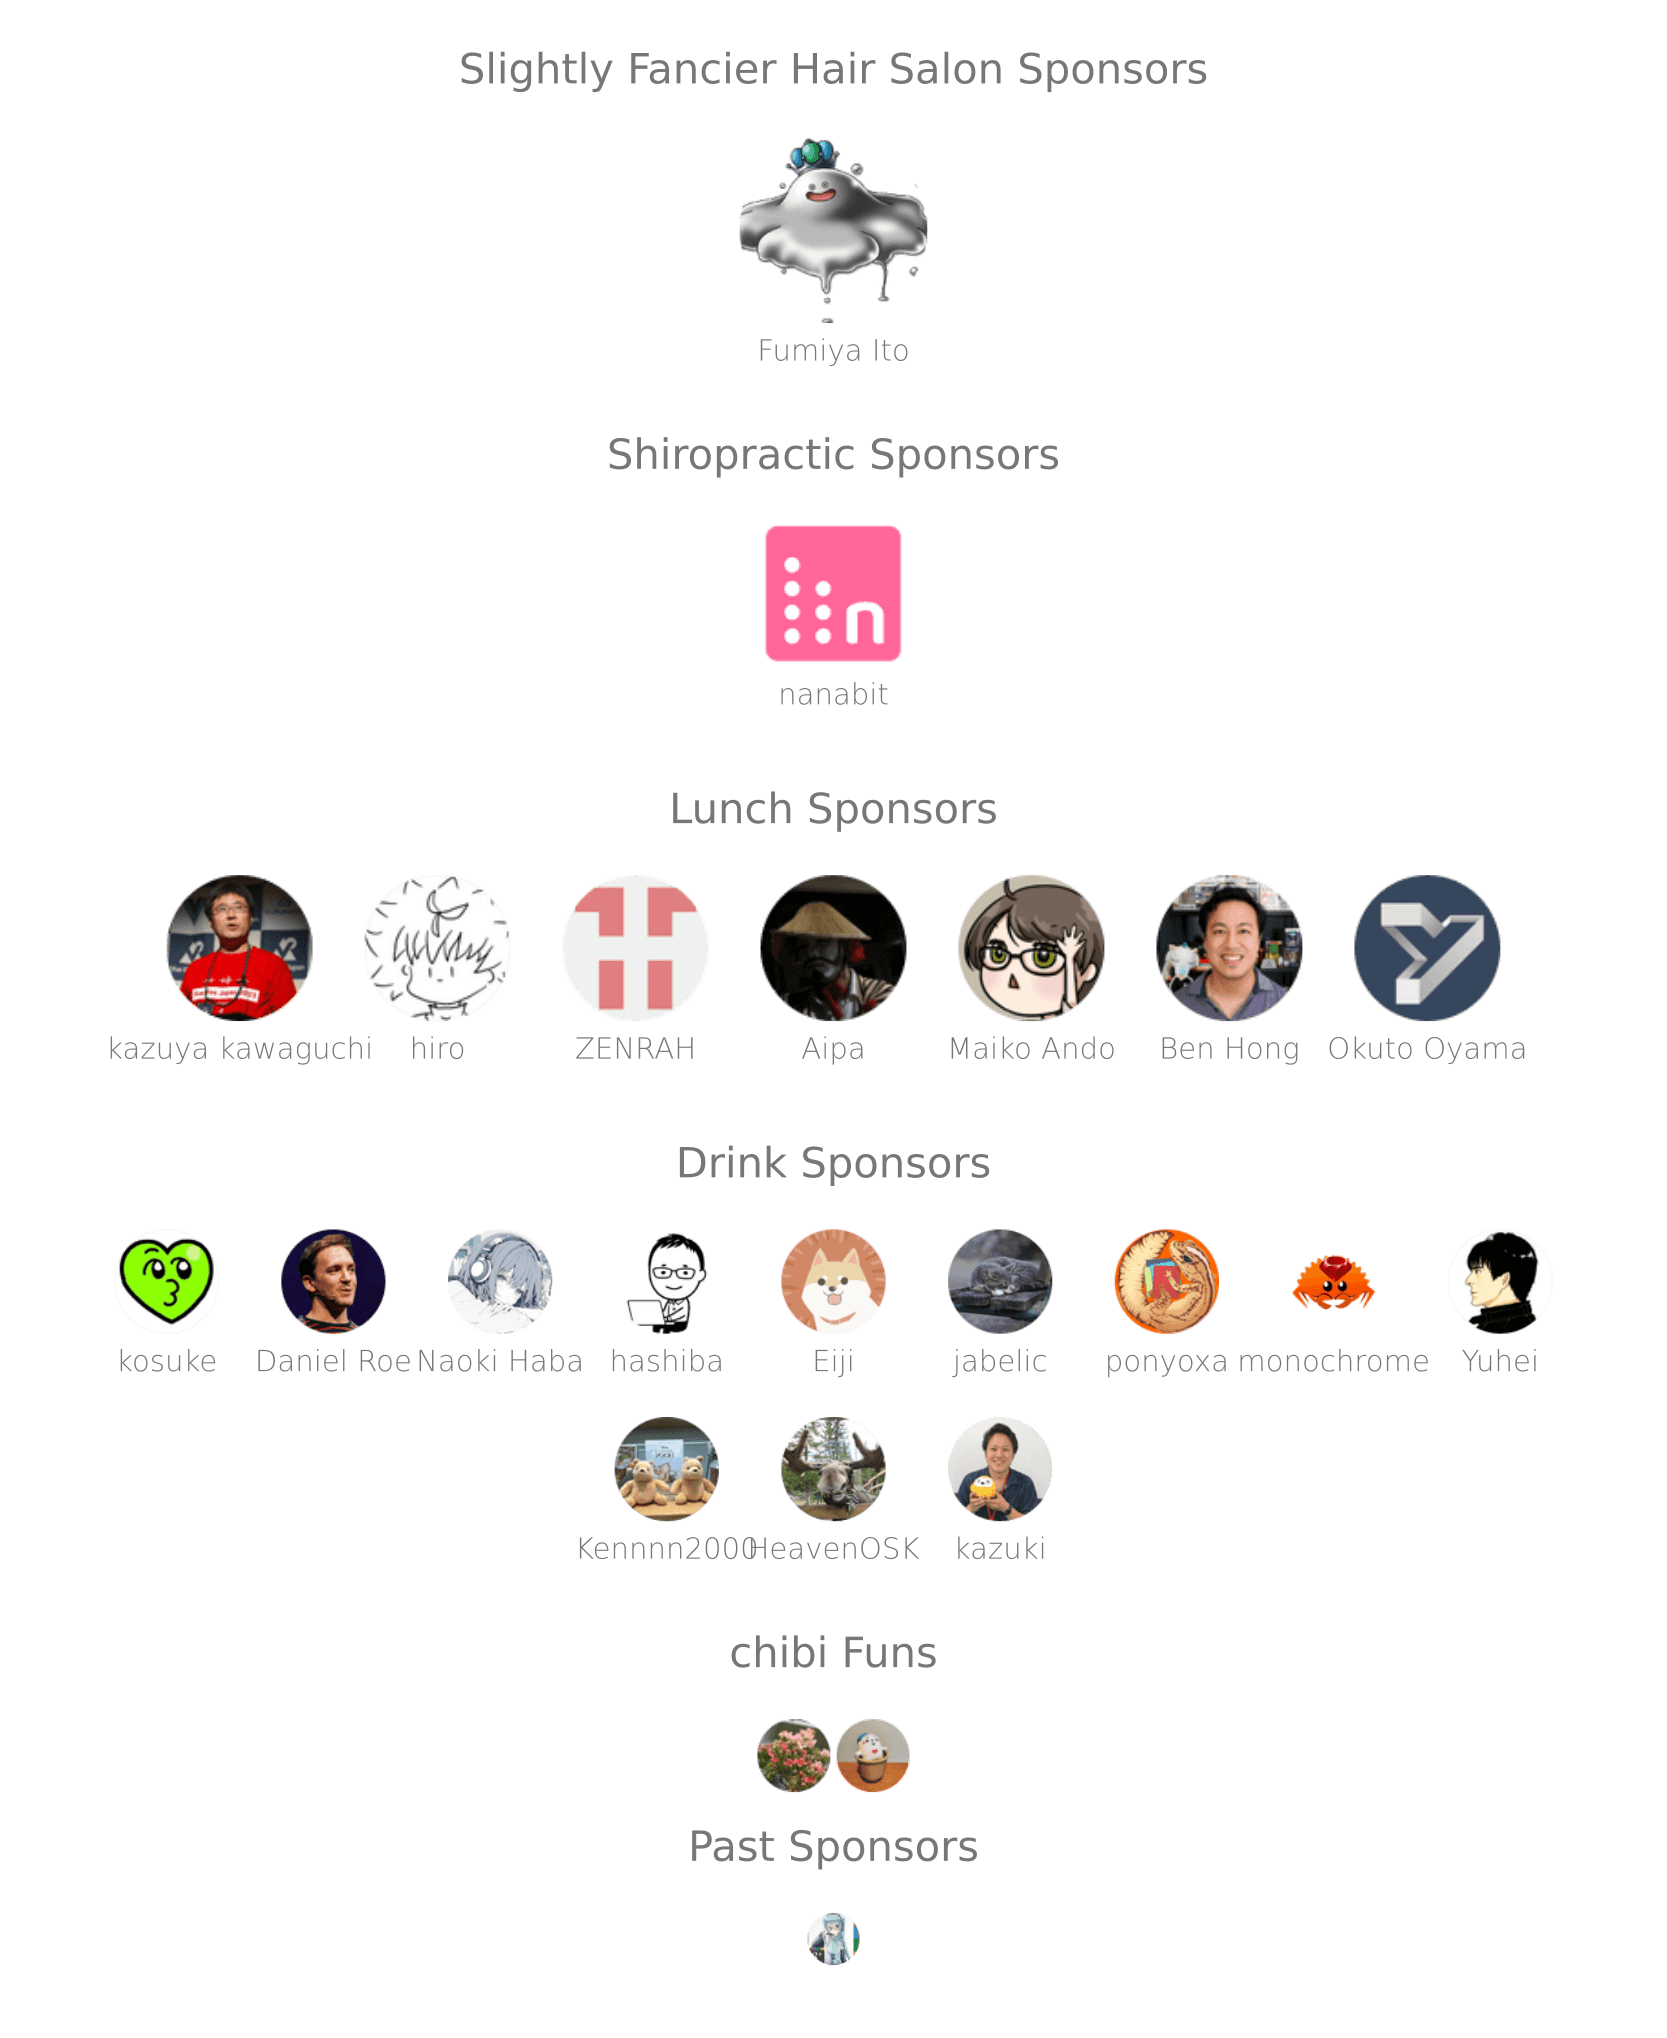 Slightly Fancier Hair Salon Sponsors
Fumiya Ito
Shiropractic Sponsors
n
nanabit
Lunch Sponsors
kazuya kawaguchi hiro ZENRAH Aipa Maiko Ando Ben Hong Okuto Oyama
Drink Sponsors
kosuke Daniel Roe Naoki Haba hashiba Eiji jabelic ponyoxa monochrome Yuhei
Kennnn2000 HeavenOSK kazuki
chibi Funs
Past Sponsors